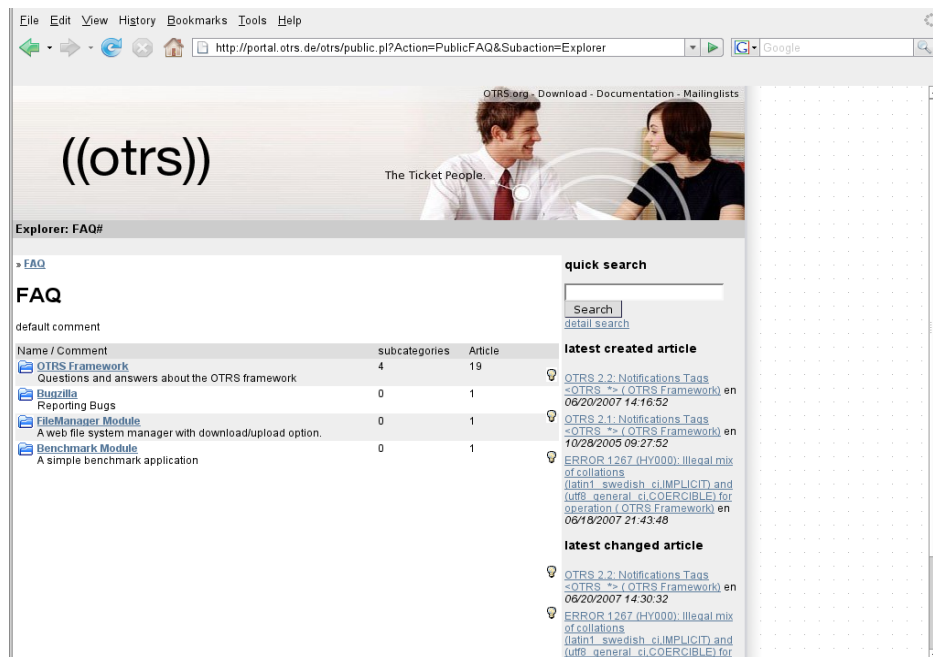 File Edit View History Bookmarks Tools Help
http://portal.otrs.de/otrs/public.pl?Action=PublicFAQ&Subaction=Explorer
G Google
OTRS.org - Download - Documentation - Mailinglists
((otrs))
The Ticket People.
Explorer: FAQ#
» FAQ
FAQ
default comment
Name / Comment subcategories Article
OTRS Framework 4 19
Questions and answers about the OTRS framework
Bugzilla 0 1
Reporting Bugs
FileManager Module 0 1
A web file system manager with download/upload option.
Benchmark Module 0 1
A simple benchmark application
quick search
Search
detail search
latest created article
OTRS 2.2: Notifications Tags
<OTRS_*> ( OTRS Framework) en
06/20/2007 14:16:52
OTRS 2.1: Notifications Tags
<OTRS_*> ( OTRS Framework) en
10/28/2005 09:27:52
ERROR 1267 (HY000): Illegal mix
of collations
(latin1_swedish_ci,IMPLICIT) and
(utf8_general_ci,COERCIBLE) for
operation ( OTRS Framework) en
06/18/2007 21:43:48
latest changed article
OTRS 2.2: Notifications Tags
<OTRS_*> ( OTRS Framework) en
06/20/2007 14:30:32
ERROR 1267 (HY000): Illegal mix
of collations
(latin1_swedish_ci,IMPLICIT) and
(utf8_general_ci,COERCIBLE) for